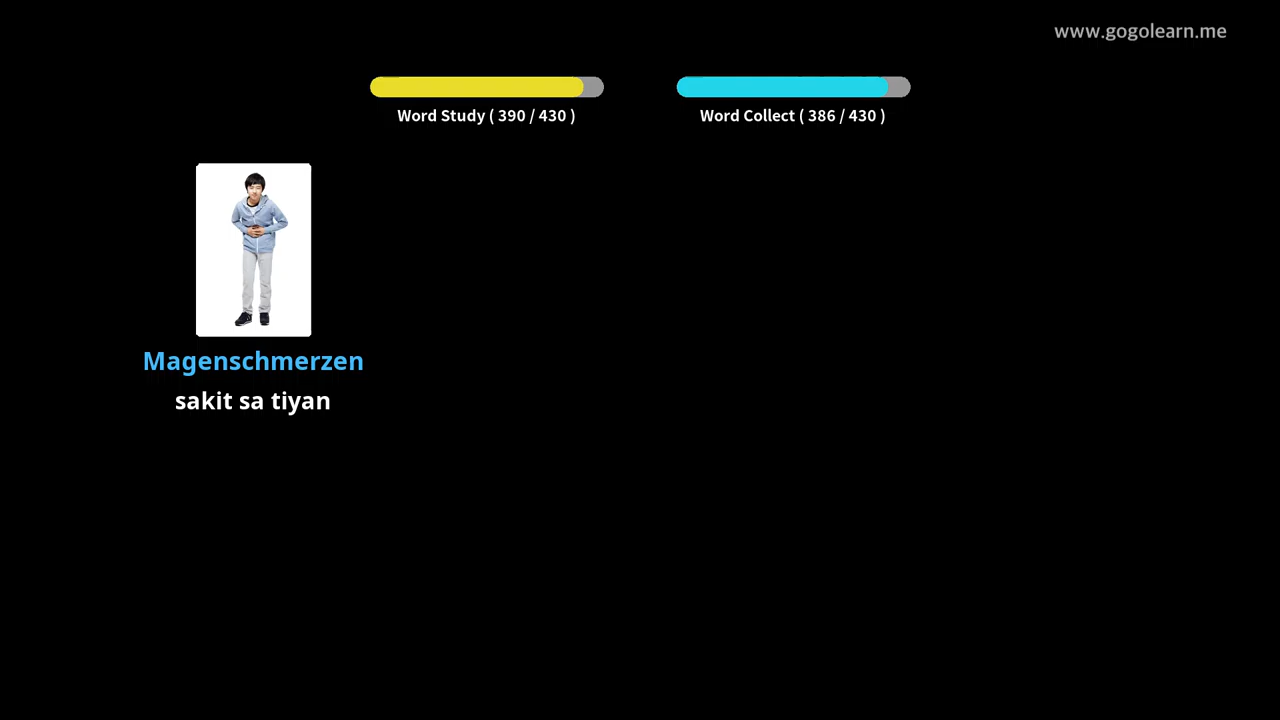 www.gogolearn.me
Word Study ( 390 / 430 )
Word Collect ( 386 / 430 )
Magenschmerzen
sakit sa tiyan